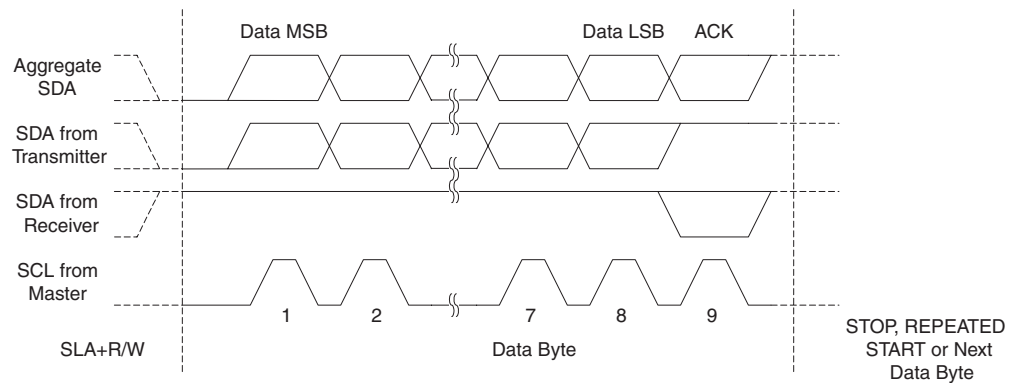 Data MSB
Data LSB
ACK
Aggregate
SDA
SDA from
Transmitter
SDA from
Receiver
SCL from
Master
1
2
7
8
9
SLA+R/W
Data Byte
STOP, REPEATED
START or Next
Data Byte